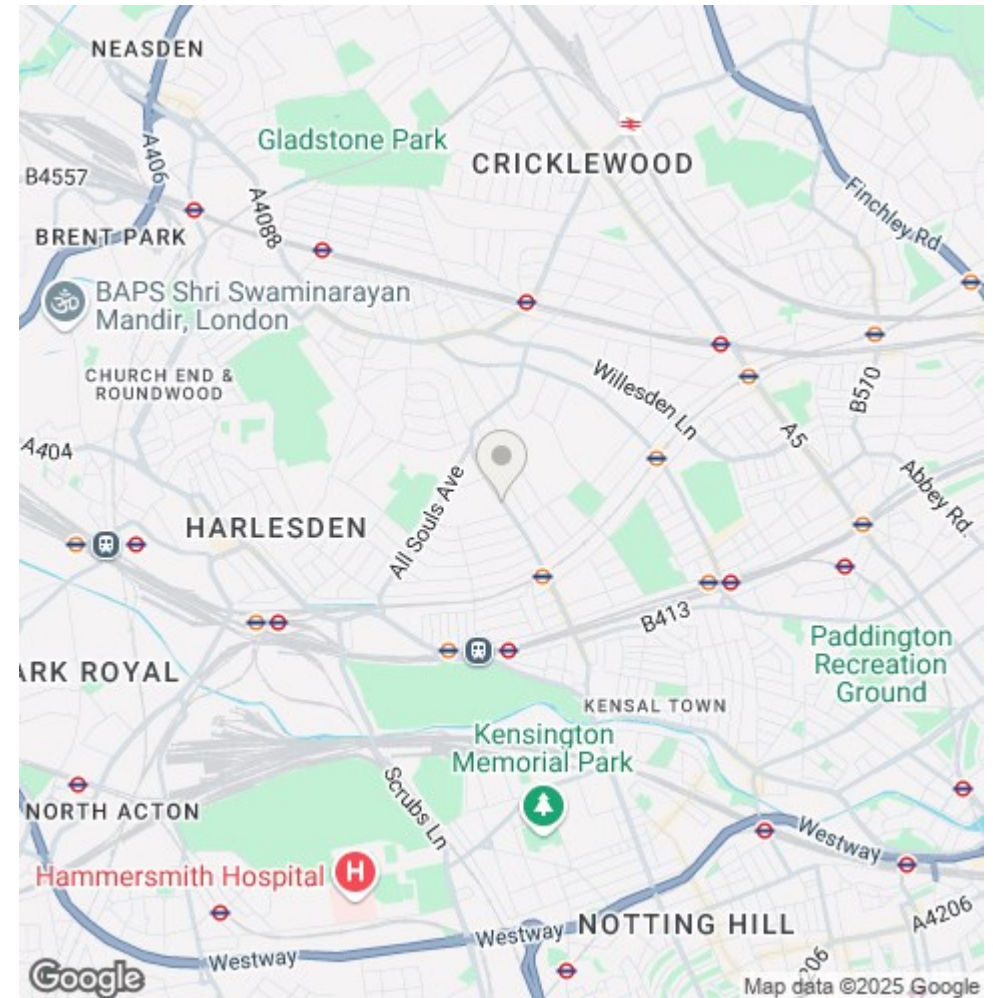 NEASDEN
Gladstone Park
CRICKLEWOOD
A406
B4557
A4088
Finchley Rd
BRENT PARK
BAPS Shri Swaminarayan
Mandir, London
CHURCH END &
ROUNDWOOD
Willesden Ln
B510
A5
A404
All Souls Ave
Abbey Rd.
HARLESDEN
B413
Paddington
Recreation
Ground
ARK ROYAL
KENSAL TOWN
Kensington
Memorial Park
Scrubs Ln
NORTH ACTON
Westway
Hammersmith Hospital
H
A4206
NOTTING HILL
Westway
Westway
206
Google
Map data ©2025 Google